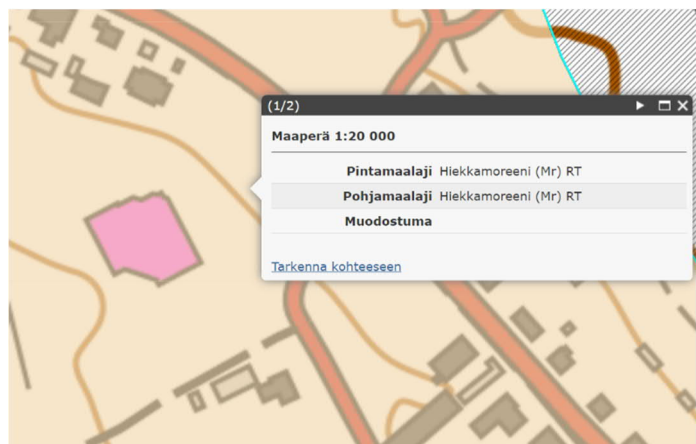 (1/2)
Maaperä 1:20 000
Pintamaalaji Hiekkamoreeni (Mr) RT
Pohjamaalaji Hiekkamoreeni (Mr) RT
Muodostuma
Tarkenna kohteeseen